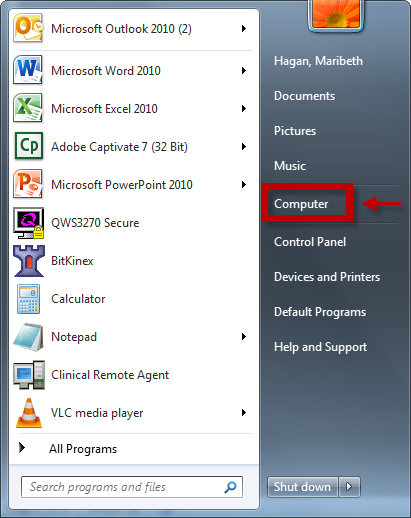 Microsoft Outlook 2010 (2)
Microsoft Word 2010
Microsoft Excel 2010
Adobe Captivate 7 (32 Bit)
Microsoft PowerPoint 2010
QWS3270 Secure
BitKinex
Calculator
Notepad
Clinical Remote Agent
VLC media player
All Programs
Search programs and files
Hagan, Maribeth
Documents
Pictures
Music
Computer
Control Panel
Devices and Printers
Default Programs
Help and Support
Shut down